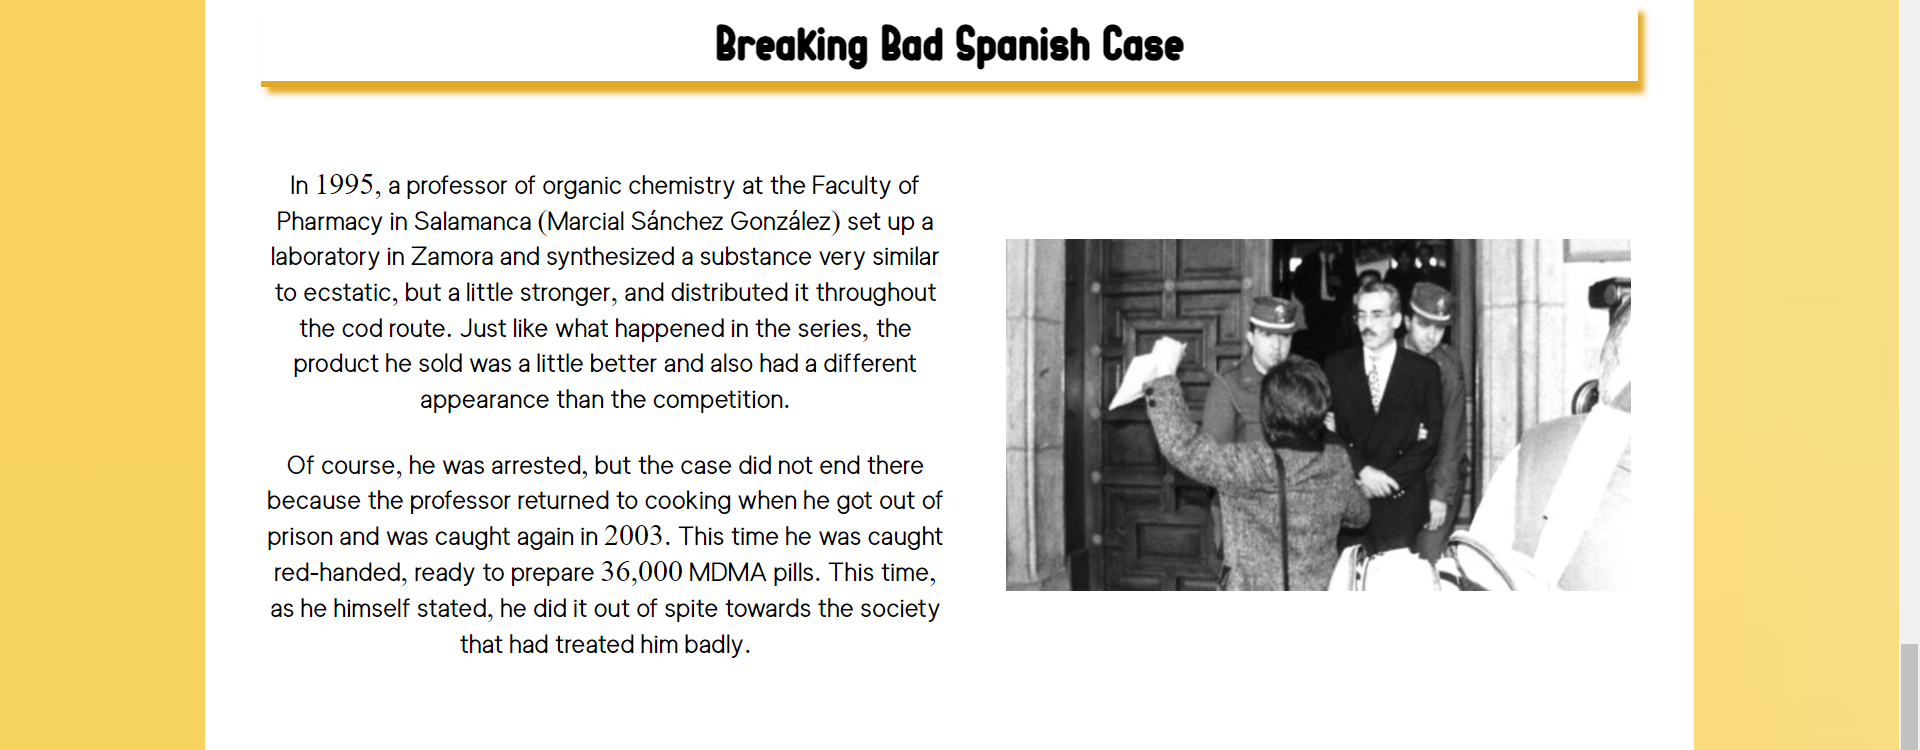 Breaking Bad Spanish Case
In 1995, a professor of organic chemistry at the Faculty of
Pharmacy in Salamanca (Marcial Sánchez González) set up a
laboratory in Zamora and synthesized a substance very similar
to ecstatic, but a little stronger, and distributed it throughout
the cod route. Just like what happened in the series, the
product he sold was a little better and also had a different
appearance than the competition.
Of course, he was arrested, but the case did not end there
because the professor returned to cooking when he got out of
prison and was caught again in 2003. This time he was caught
red-handed, ready to prepare 36,000 MDMA pills. This time,
as he himself stated, he did it out of spite towards the society
that had treated him badly.